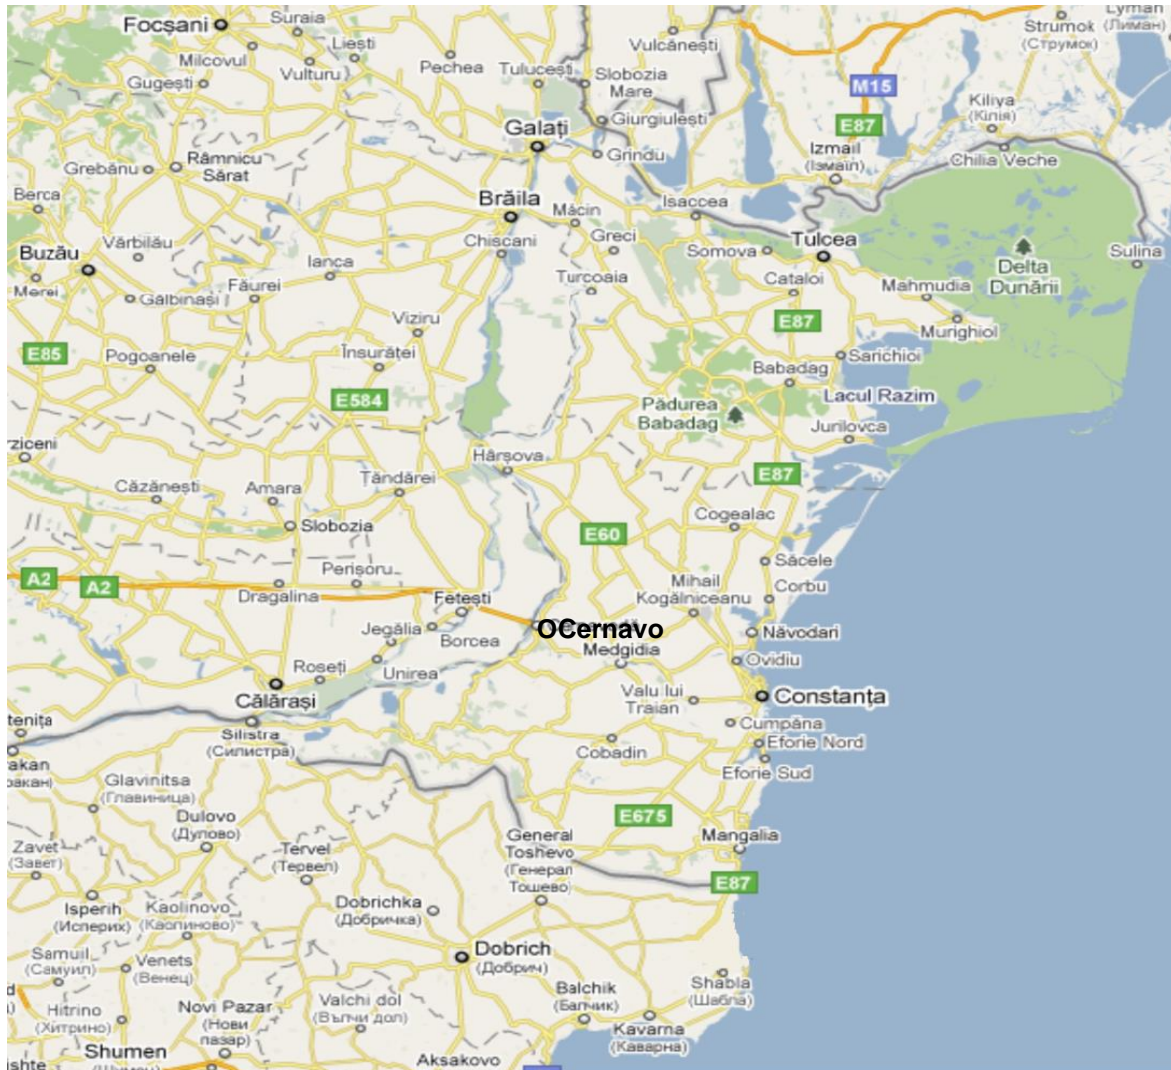 Focșani
Suraia
Milcovul
Liești
Vulturu
Gugești
Pechea
Tulucești
Vulcănești
Slobozia
Mare
Giurgiulești
M15
E87
Strumok
(Струмок)
Lyman
(Лиман)
Kiliya
(Кілія)
Chilia Veche
Izmail
(Ізмаїл)
Galați
Grindu
Grebănu
Râmnicu
Sărat
Berca
Brăila
Măcin
Isaccea
Buzău
Vărbilău
Chiscani
Greci
Somova
Tulcea
Sulina
Delta
Dunării
Merei
Gălbinași
Făurei
Ianca
Turcoaia
Cataloi
Mahmudia
E87
Murighiol
Viziru
E85
Pogoanele
Însurăței
Sarichioi
Babadag
E584
Pădurea
Babadag
Lacul Razim
Jurilovca
rziceni
Hârșova
E87
Căzănești
Amara
Țăndărei
Slobozia
Cogealac
E60
A2
A2
Perișoru
Dragalina
Săcele
Mihail
Kogălniceanu
Corbu
Fetești
OCernavo
Jegălia
Borcea
Năvodari
Medgidia
Ovidiu
Roseți
Unirea
Călărași
Valu lui
Traian
Constanța
tenița
Silistra
(Силистра)
Cumpăna
Eforie Nord
Cobadin
Eforie Sud
akan
Glavinitsa
(Главиница)
E675
Dulovo
(Дулово)
Mangalia
General
Toshevo
(Генерал
Тошево)
Zavet
(Завет)
Tervel
(Тервел)
E87
Isperih
(Исперих)
Kaolinovo
(Каолиново)
Dobrichka
(Добричка)
Dobrich
(Добрич)
Samuil
(Самуил)
Venets
(Венец)
Shabla
(Шабла)
Balchik
(Балчик)
Hitrino
(Хитрино)
Novi Pazar
(Нови
пазар)
Valchi dol
(Вълчи дол)
Kavarna
(Каварна)
Shumen
Aksakovo
ishte